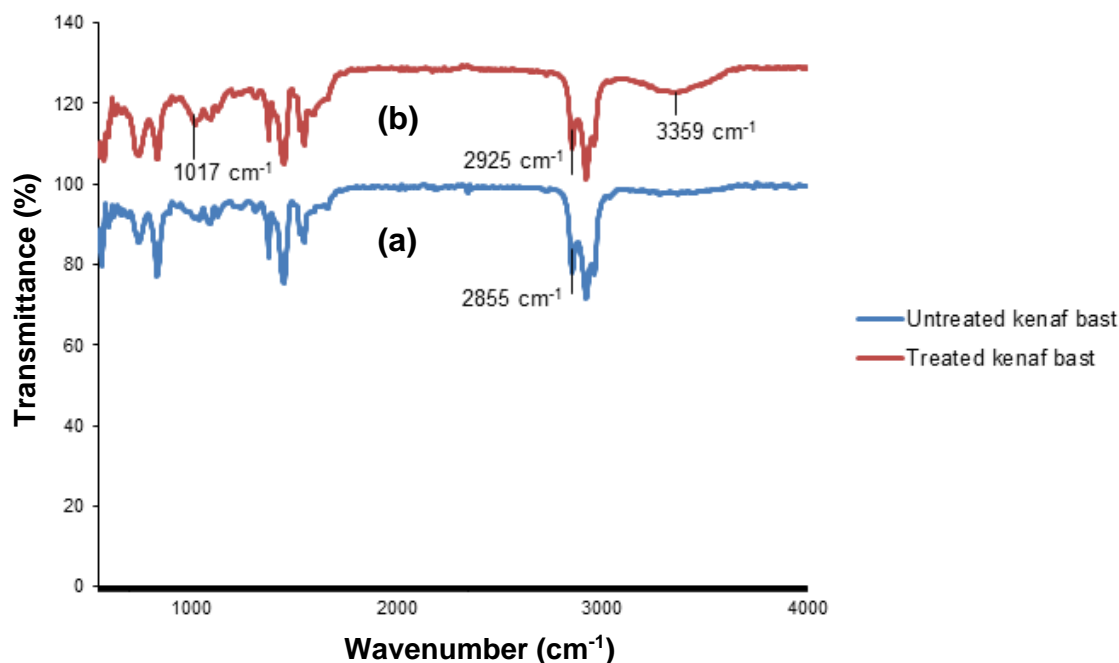 140
120
100
80
60
40
20
0
Transmittance (%)
(b)
3359 cm⁻¹
2925 cm⁻¹
1017 cm⁻¹
(a)
2855 cm⁻¹
Untreated kenaf bast
Treated kenaf bast
1000 2000 3000 4000
Wavenumber (cm⁻¹)